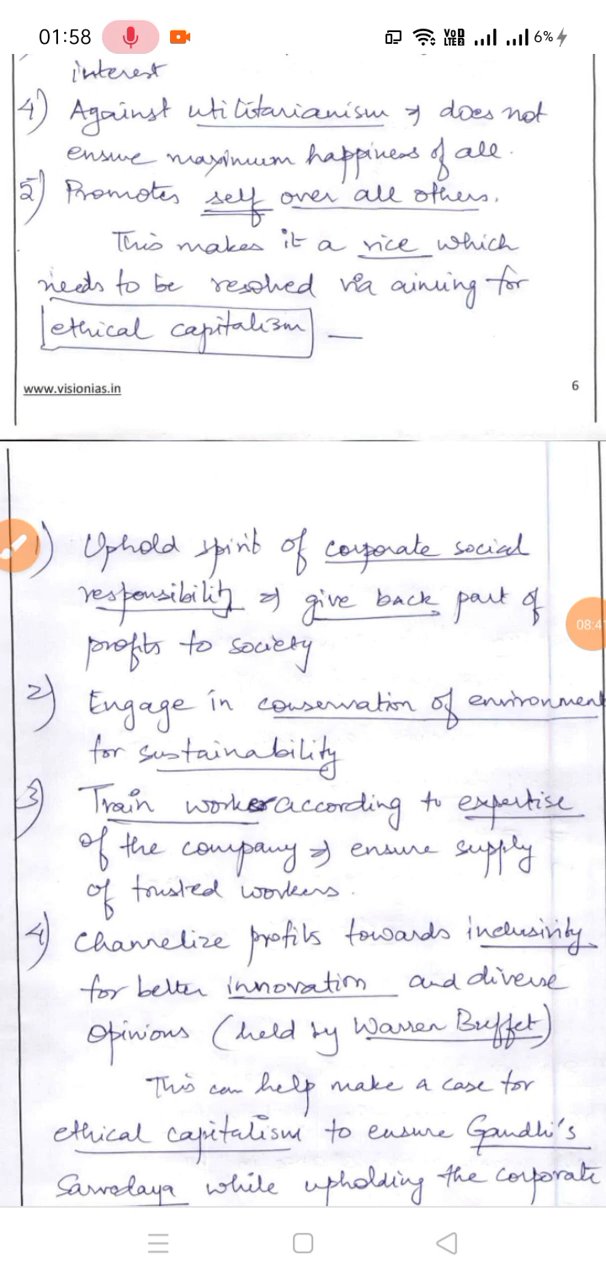 01:58 VoD LTE2 6%
interest
4) Against utilitarianism ⇒ does not
ensure maximum happiness of all.
5) Promotes self over all others.
This makes it a vice which
needs to be resolved via aiming for
ethical capitalism —
www.visionias.in 6
1) Uphold spirit of corporate social
responsibility ⇒ give back part of
profits to society
2) Engage in conservation of environment
for sustainability
3) Train workers according to expertise
of the company ⇒ ensure supply
of trusted workers.
4) Channelize profits towards inclusivity
for better innovation and diverse
opinions (held by Warren Buffet)
This can help make a case for
ethical capitalism to ensure Gandhi's
Sarvodaya while upholding the corporate